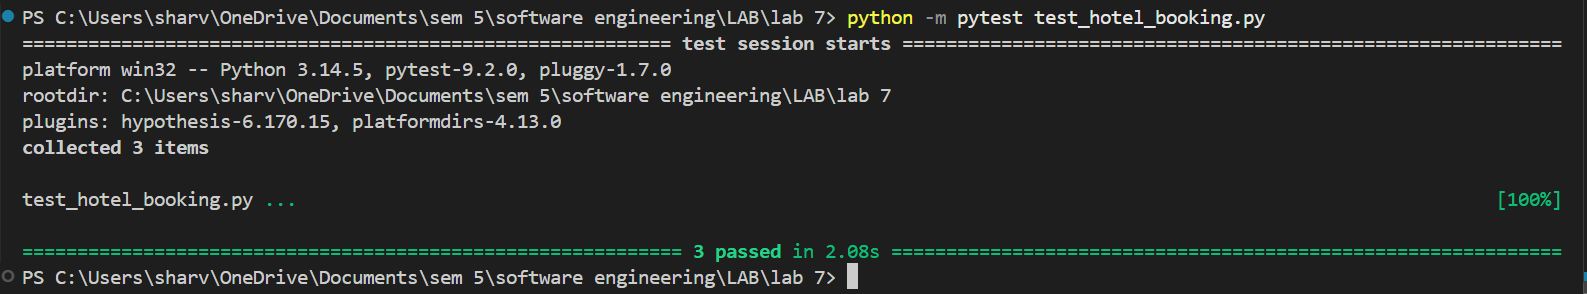 PS C:\Users\sharv\OneDrive\Documents\sem 5\software engineering\LAB\lab 7> python -m pytest test_hotel_booking.py
=========================================================== test session starts ============================================================
platform win32 -- Python 3.14.5, pytest-9.2.0, pluggy-1.7.0
rootdir: C:\Users\sharv\OneDrive\Documents\sem 5\software engineering\LAB\lab 7
plugins: hypothesis-6.170.15, platformdirs-4.13.0
collected 3 items
test_hotel_booking.py ... [100%]
============================================================ 3 passed in 2.08s =============================================================
PS C:\Users\sharv\OneDrive\Documents\sem 5\software engineering\LAB\lab 7>